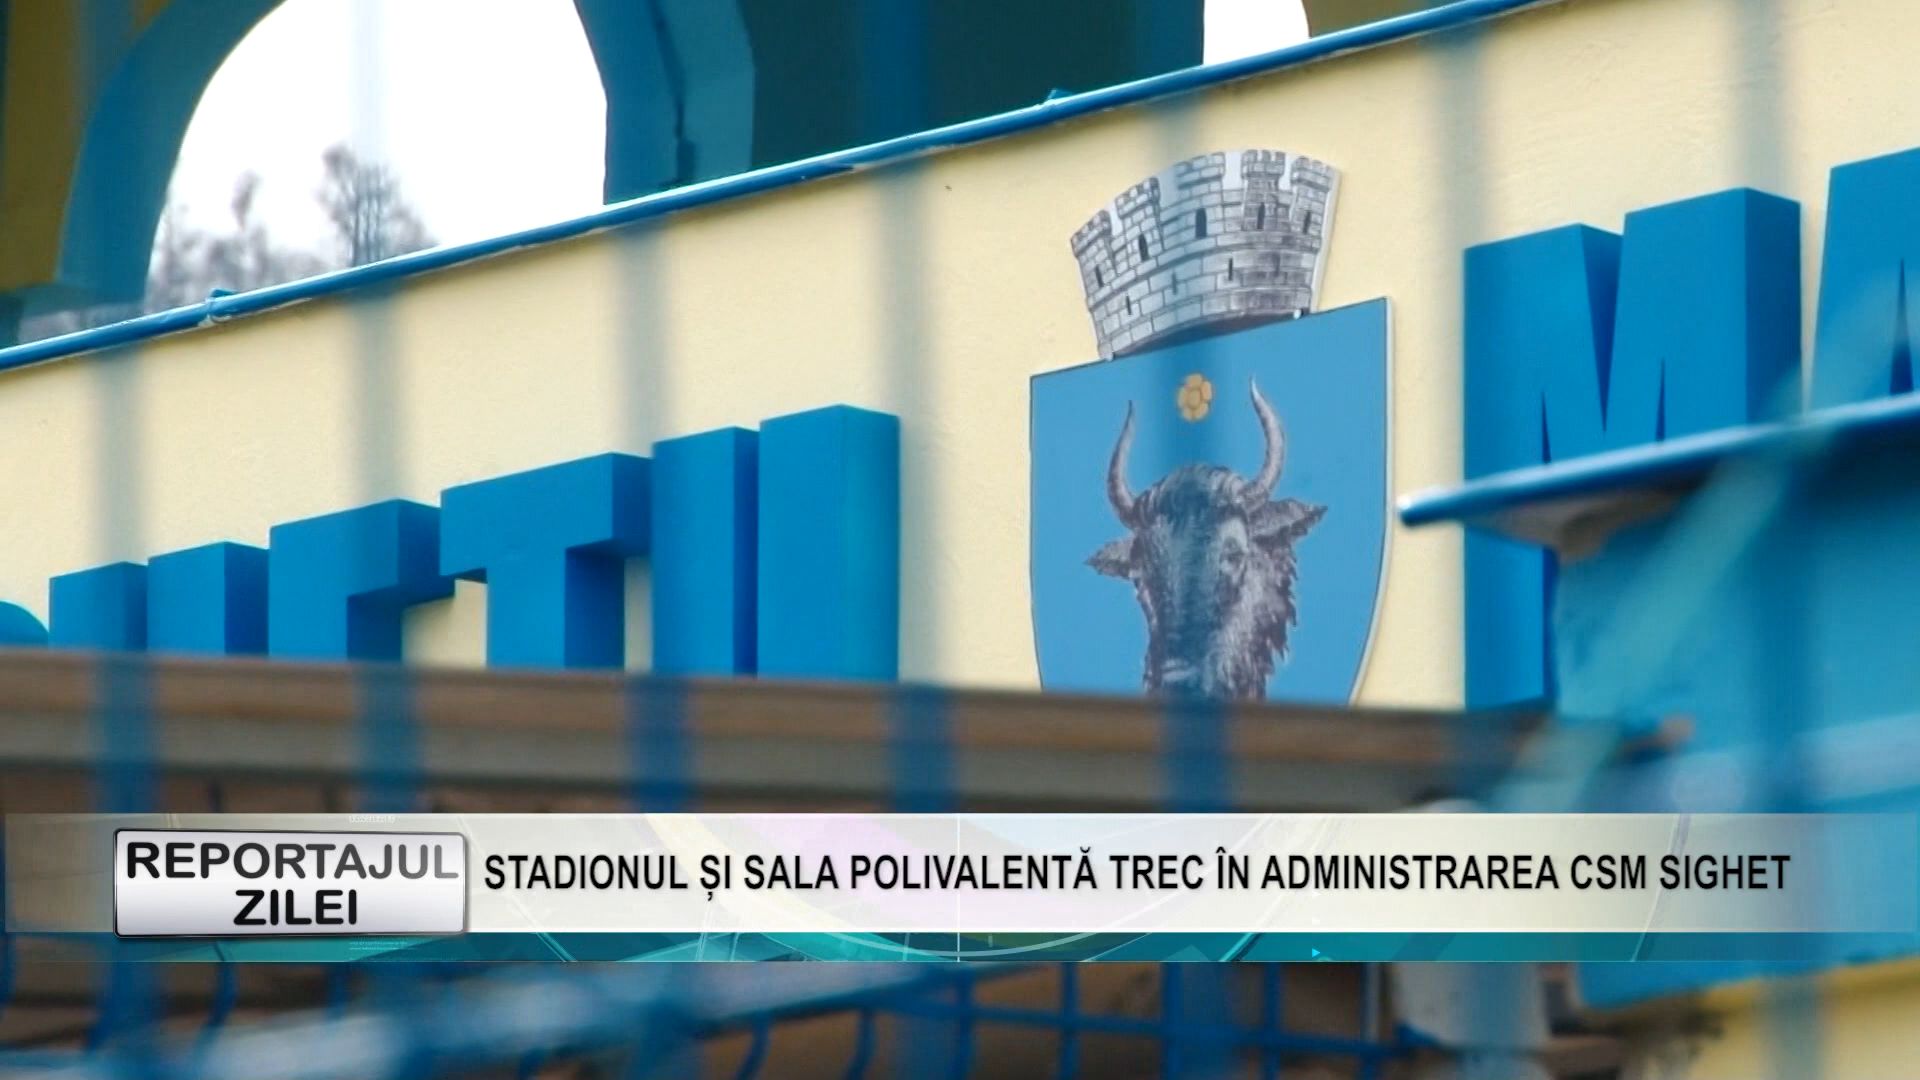 REPORTAJUL
ZILEI
STADIONUL ȘI SALA POLIVALENTĂ TREC ÎN ADMINISTRAREA CSM SIGHET